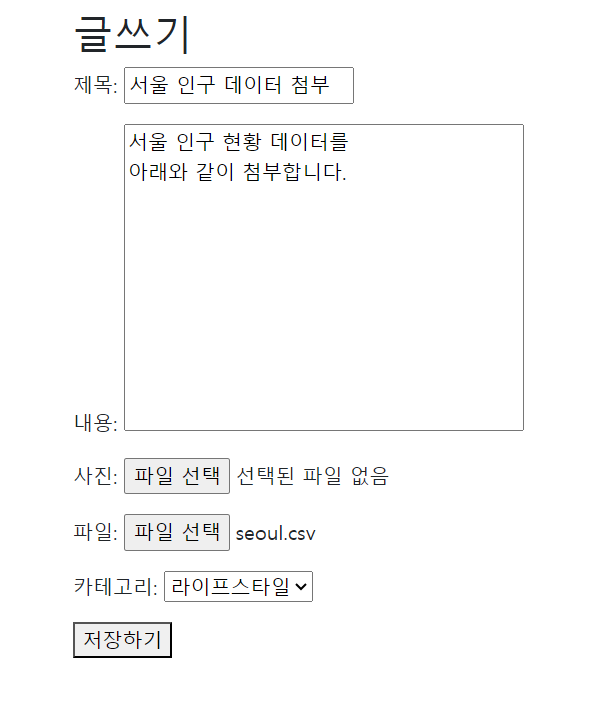 글쓰기
제목: 서울 인구 데이터 첨부
서울 인구 현황 데이터를
아래와 같이 첨부합니다.
내용:
사진: 파일 선택 선택된 파일 없음
파일: 파일 선택 seoul.csv
카테고리: 라이프스타일
저장하기